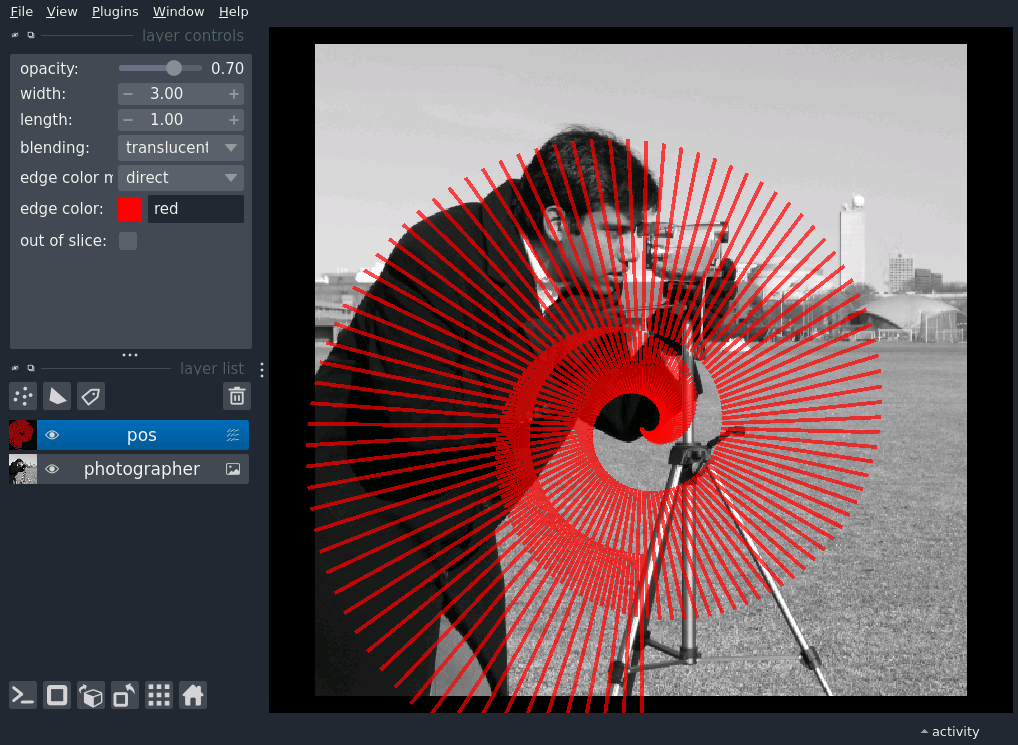 File View Plugins Window Help
layer controls
opacity: 0.70
width: − 3.00 +
length: − 1.00 +
blending: translucent
edge color m direct
edge color: red
out of slice:
layer list
pos
photographer
activity